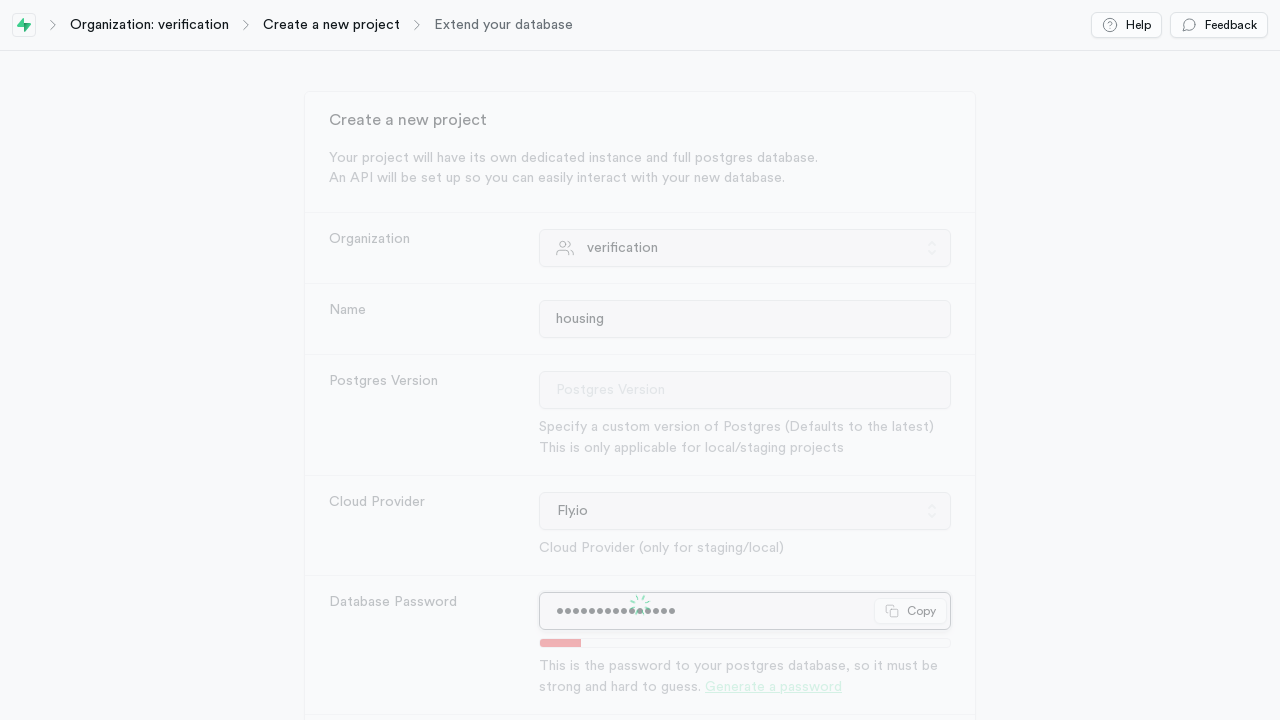 Organization: verification
Create a new project
Extend your database
Help
Feedback
Create a new project
Your project will have its own dedicated instance and full postgres database.
An API will be set up so you can easily interact with your new database.
Organization
verification
Name
housing
Postgres Version
Postgres Version
Specify a custom version of Postgres (Defaults to the latest)
This is only applicable for local/staging projects
Cloud Provider
Fly.io
Cloud Provider (only for staging/local)
Database Password
•••••••••••••••
Copy
This is the password to your postgres database, so it must be
strong and hard to guess. Generate a password